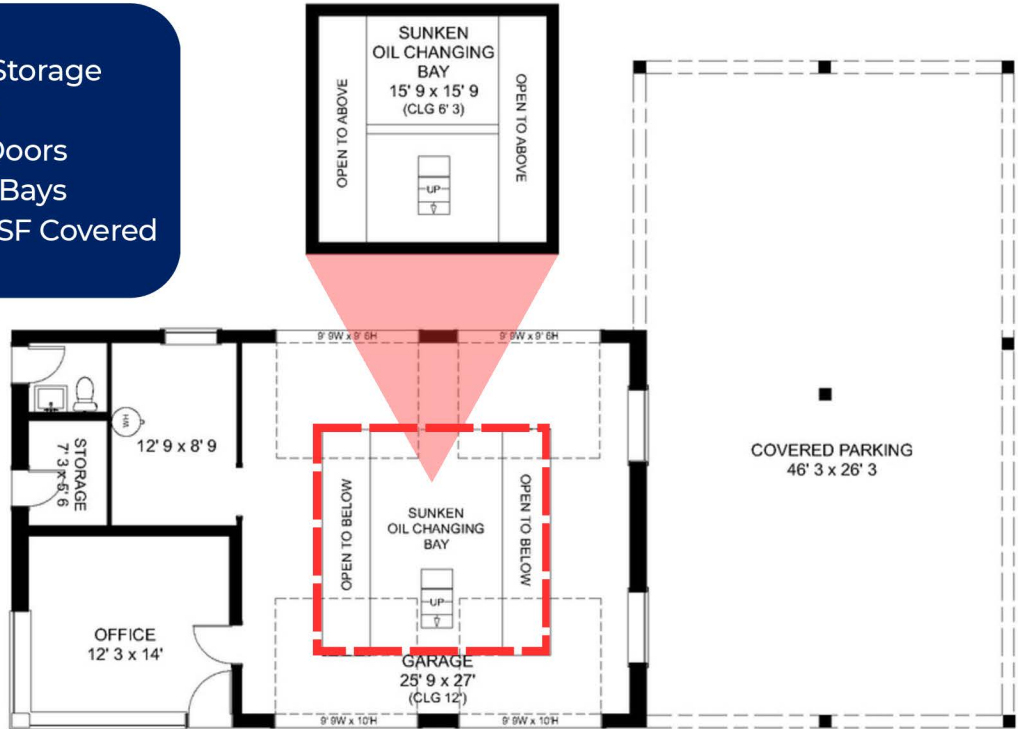 Storage
Doors
Bays
SF Covered
SUNKEN
OIL CHANGING
BAY
15' 9 x 15' 9
(CLG 6' 3)
OPEN TO ABOVE
OPEN TO ABOVE
UP
9' 9W x 9' 6H
9' 9W x 9' 6H
HW
12' 9 x 8' 9
STORAGE
7' 3 x 5' 6
OPEN TO BELOW
SUNKEN
OIL CHANGING
BAY
OPEN TO BELOW
UP
COVERED PARKING
46' 3 x 26' 3
OFFICE
12' 3 x 14'
GARAGE
25' 9 x 27'
(CLG 12')
9' 9W x 10'H
9' 9W x 10'H